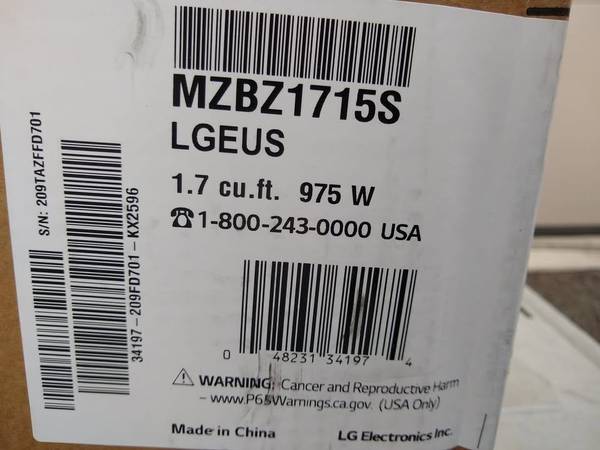 MZBZ1715S
LGEUS
1.7 cu.ft. 975 W
☎1-800-243-0000 USA
S/N: 209TAZFFD701
34197-209FD701-KX2596
0 48231 34197 4
⚠ WARNING: Cancer and Reproductive Harm
– www.P65Warnings.ca.gov. (USA Only)
Made in China LG Electronics Inc.